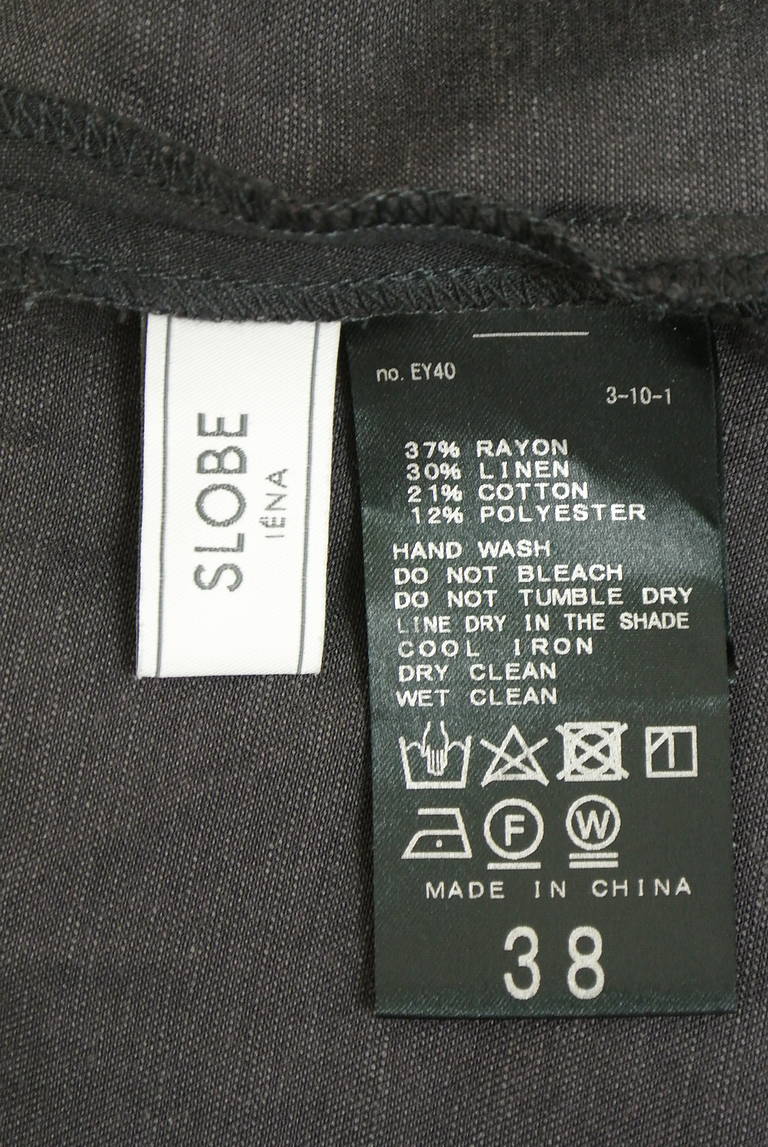 SLOBE
IÉNA
no. EY40
3-10-1
37% RAYON
30% LINEN
21% COTTON
12% POLYESTER
HAND WASH
DO NOT BLEACH
DO NOT TUMBLE DRY
LINE DRY IN THE SHADE
COOL IRON
DRY CLEAN
WET CLEAN
F W
MADE IN CHINA
38